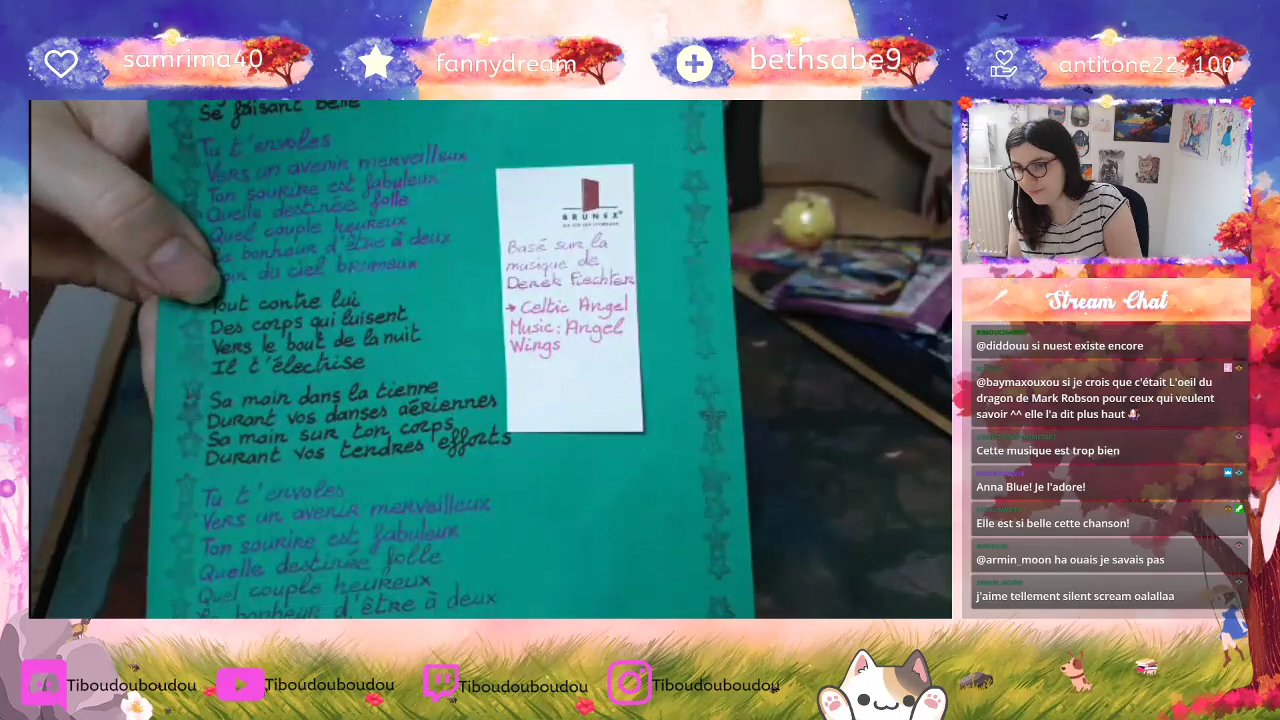 samrima40
fannydream
bethsabe9
antitone22: 100
Se faisant belle
Tu t'envoles
Vers un avenir merveilleux
Ton sourire est fabuleux
Quelle destinée folle
Quel couple heureux
bonheur d'être à deux
du ciel brumeux
Tout contre lui
Des corps qui luisent
Vers le bout de la nuit
Il t'électrise
Sa main dans la tienne
Durant vos danses aériennes
Sa main sur ton corps
Durant vos tendres efforts
Tu t'envoles
Vers un avenir merveilleux
Ton sourire est fabuleux
Quelle destinée folle
Quel couple heureux
bonheur d'être à deux
BRUNEX
Basé sur la
musique de
Derek Fiechter
→ Celtic Angel
Music : Angel
Wings
Stream Chat
@diddouu si nuest existe encore
@baymaxouxou si je crois que c'était L'oeil du
dragon de Mark Robson pour ceux qui veulent
savoir ^^ elle l'a dit plus haut
Cette musique est trop bien
Anna Blue! Je l'adore!
Elle est si belle cette chanson!
@armin_moon ha ouais je savais pas
j'aime tellement silent scream oalallaa
Tiboudouboudou
Tiboudouboudou
Tiboudouboudou
Tiboudouboudou